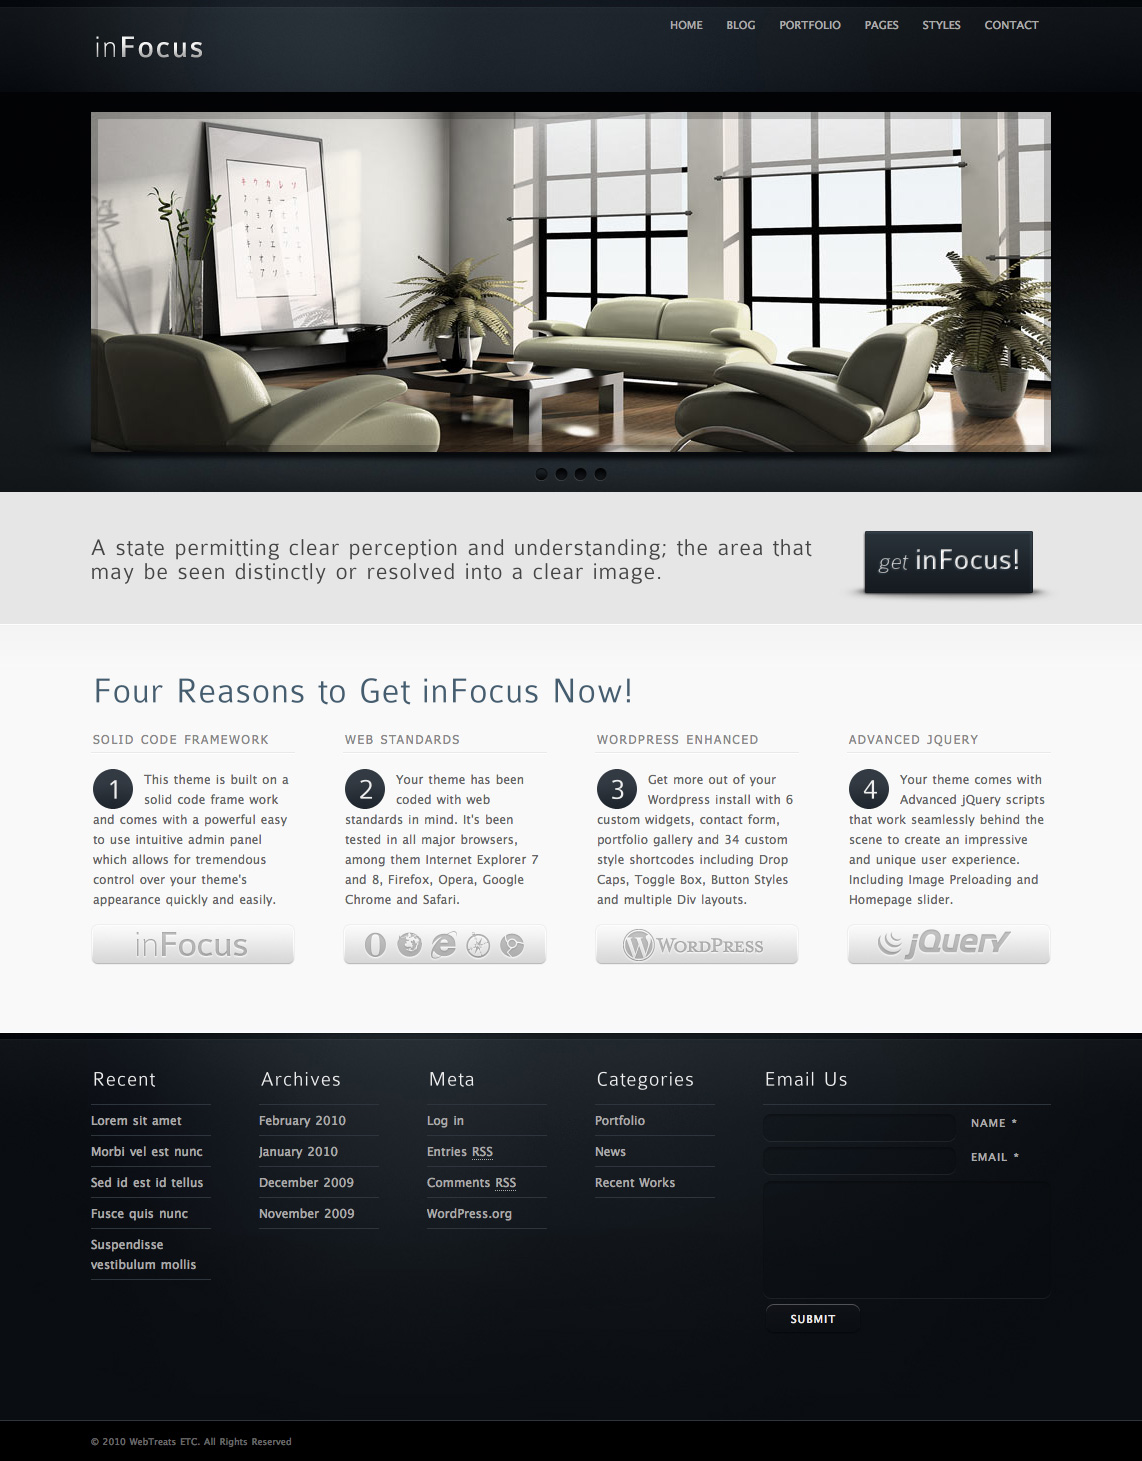 inFocus
HOME BLOG PORTFOLIO PAGES STYLES CONTACT
A state permitting clear perception and understanding; the area that
may be seen distinctly or resolved into a clear image.
get inFocus!
Four Reasons to Get inFocus Now!
SOLID CODE FRAMEWORK
1 This theme is built on a
solid code frame work
and comes with a powerful easy
to use intuitive admin panel
which allows for tremendous
control over your theme's
appearance quickly and easily.
inFocus
WEB STANDARDS
2 Your theme has been
coded with web
standards in mind. It's been
tested in all major browsers,
among them Internet Explorer 7
and 8, Firefox, Opera, Google
Chrome and Safari.
WORDPRESS ENHANCED
3 Get more out of your
Wordpress install with 6
custom widgets, contact form,
portfolio gallery and 34 custom
style shortcodes including Drop
Caps, Toggle Box, Button Styles
and multiple Div layouts.
WORDPRESS
ADVANCED JQUERY
4 Your theme comes with
Advanced jQuery scripts
that work seamlessly behind the
scene to create an impressive
and unique user experience.
Including Image Preloading and
Homepage slider.
jQuery
Recent
Lorem sit amet
Morbi vel est nunc
Sed id est id tellus
Fusce quis nunc
Suspendisse
vestibulum mollis
Archives
February 2010
January 2010
December 2009
November 2009
Meta
Log in
Entries RSS
Comments RSS
WordPress.org
Categories
Portfolio
News
Recent Works
Email Us
NAME *
EMAIL *
SUBMIT
© 2010 WebTreats ETC. All Rights Reserved